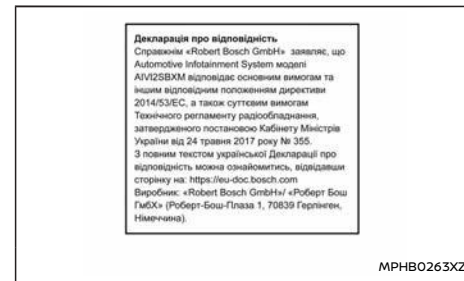 Декларація про відповідність
Справжнім «Robert Bosch GmbH» заявляє, що
Automotive Infotainment System моделі
AIVI2SBXM відповідає основним вимогам та
іншим відповідним положенням директиви
2014/53/ЕС, а також суттєвим вимогам
Технічного регламенту радіообладнання,
затвердженого постановою Кабінету Міністрів
України від 24 травня 2017 року № 355.
З повним текстом української Декларації про
відповідність можна ознайомитись, відвідавши
сторінку на: https://eu-doc.bosch.com
Виробник: «Robert Bosch GmbH»/ «Роберт Бош
ГмбХ» (Роберт-Бош-Плаза 1, 70839 Герлінген,
Німеччина).
MPHB0263XZ